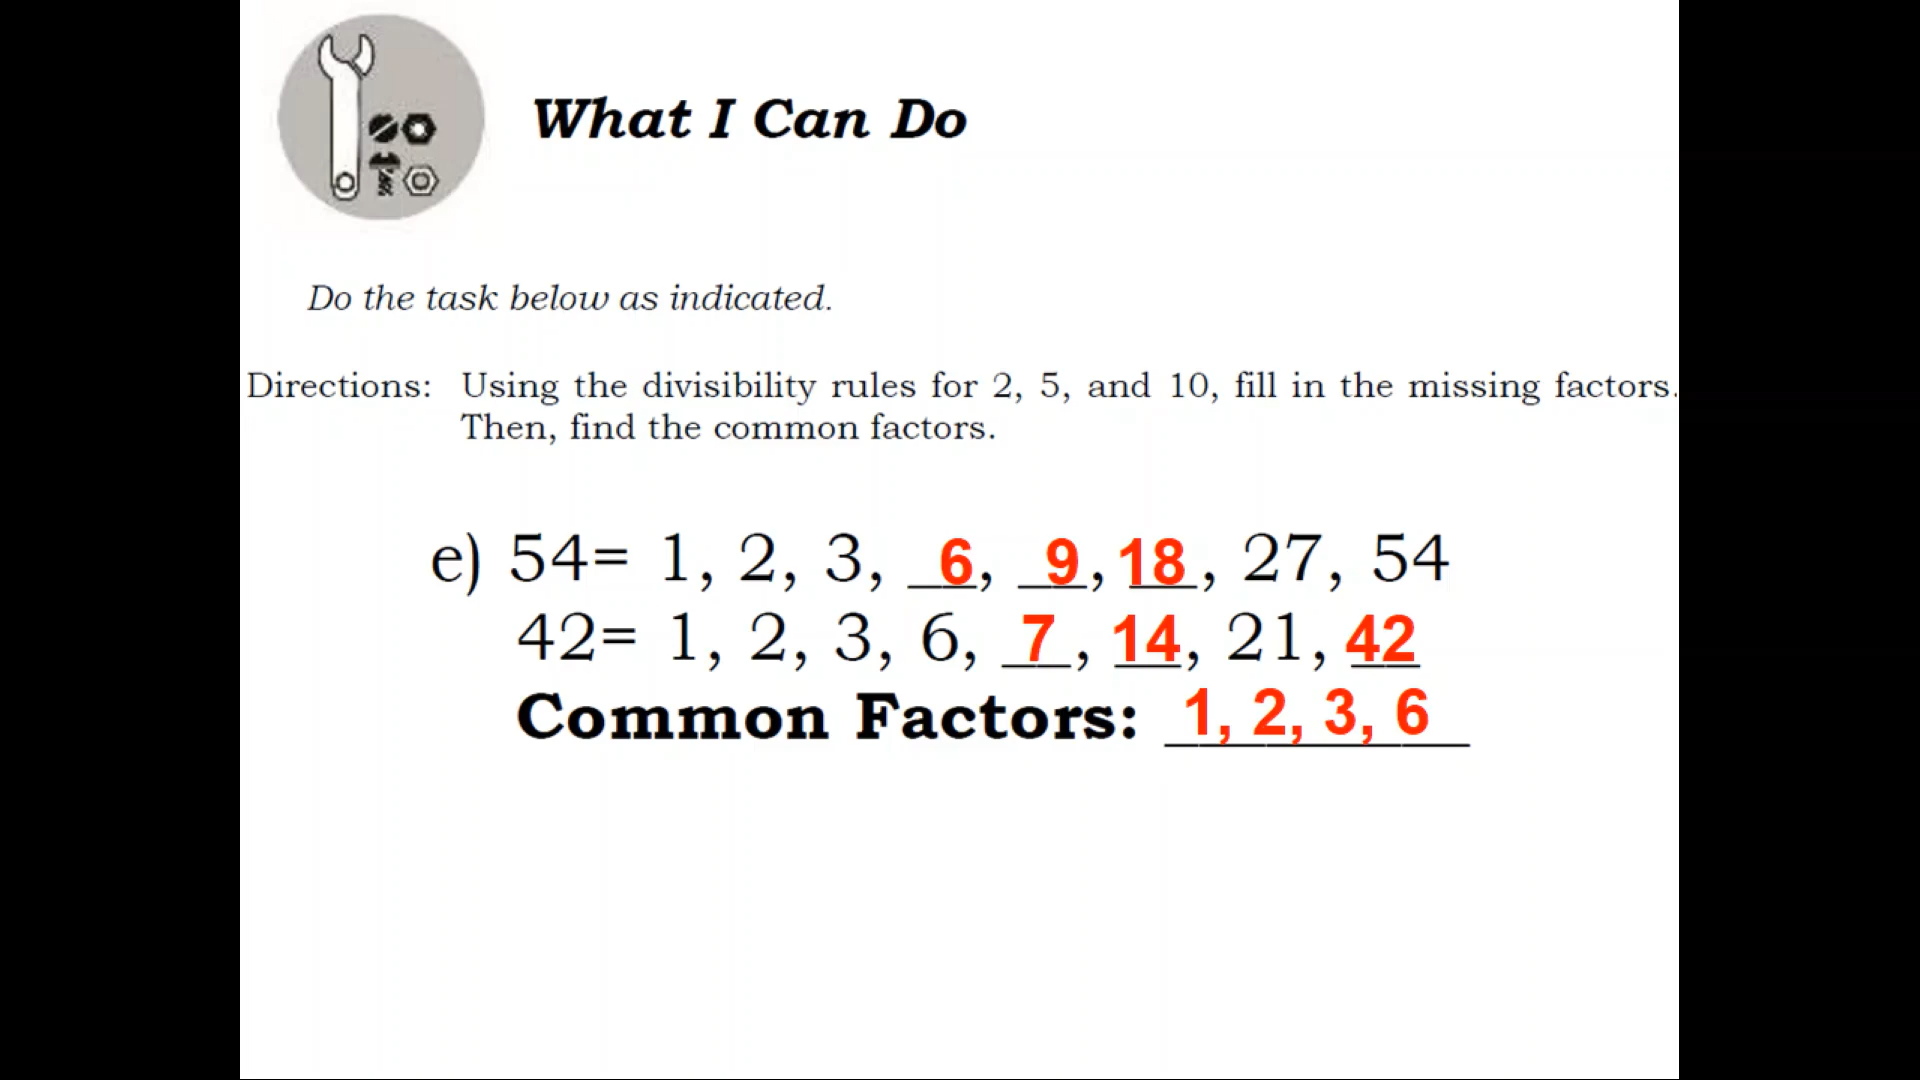 What I Can Do
Do the task below as indicated.
Directions: Using the divisibility rules for 2, 5, and 10, fill in the missing factors.
Then, find the common factors.
e) 54= 1, 2, 3, 6, 9, 18, 27, 54
42= 1, 2, 3, 6, 7, 14, 21, 42
Common Factors: 1, 2, 3, 6